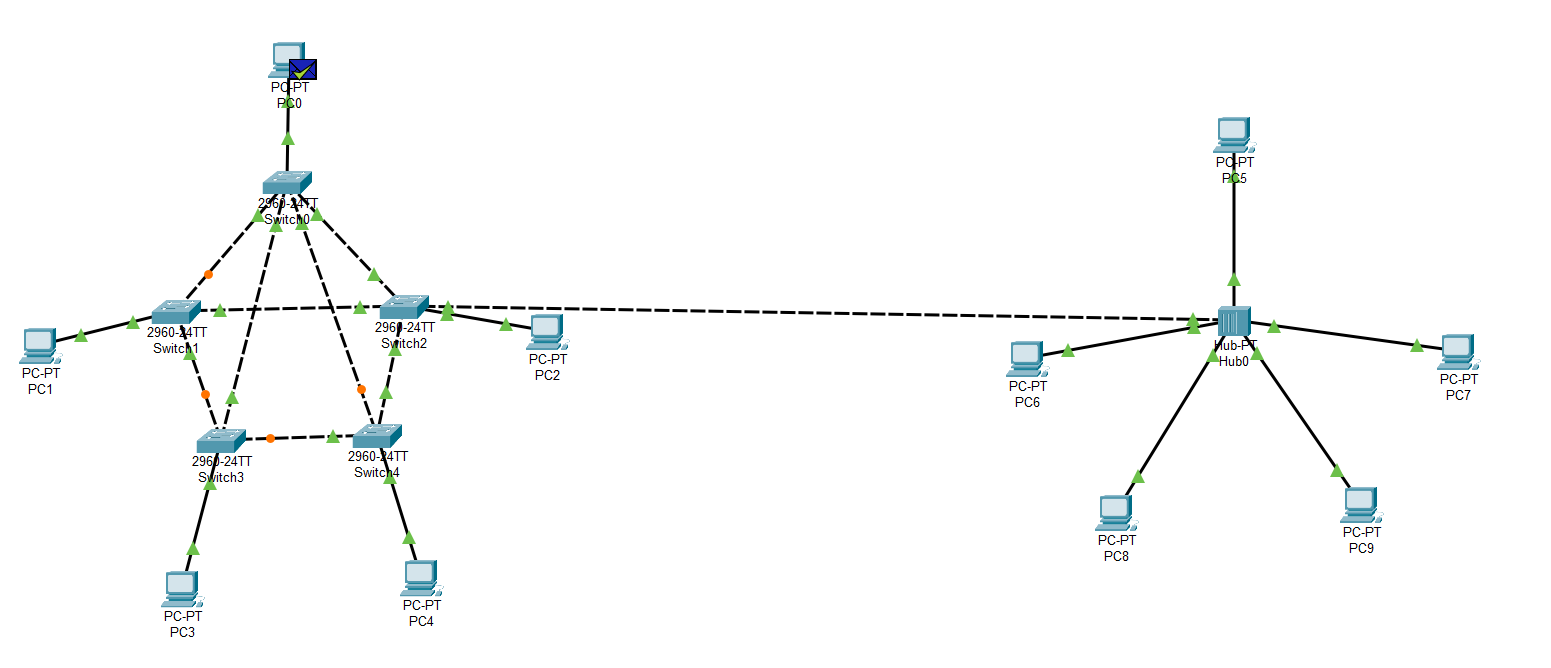 PC-PT
PC0
2960-24TT
Switch0
2960-24TT
Switch1
2960-24TT
Switch2
PC-PT
PC1
PC-PT
PC2
2960-24TT
Switch3
2960-24TT
Switch4
PC-PT
PC3
PC-PT
PC4
PC-PT
PC5
Hub-PT
Hub0
PC-PT
PC6
PC-PT
PC7
PC-PT
PC8
PC-PT
PC9